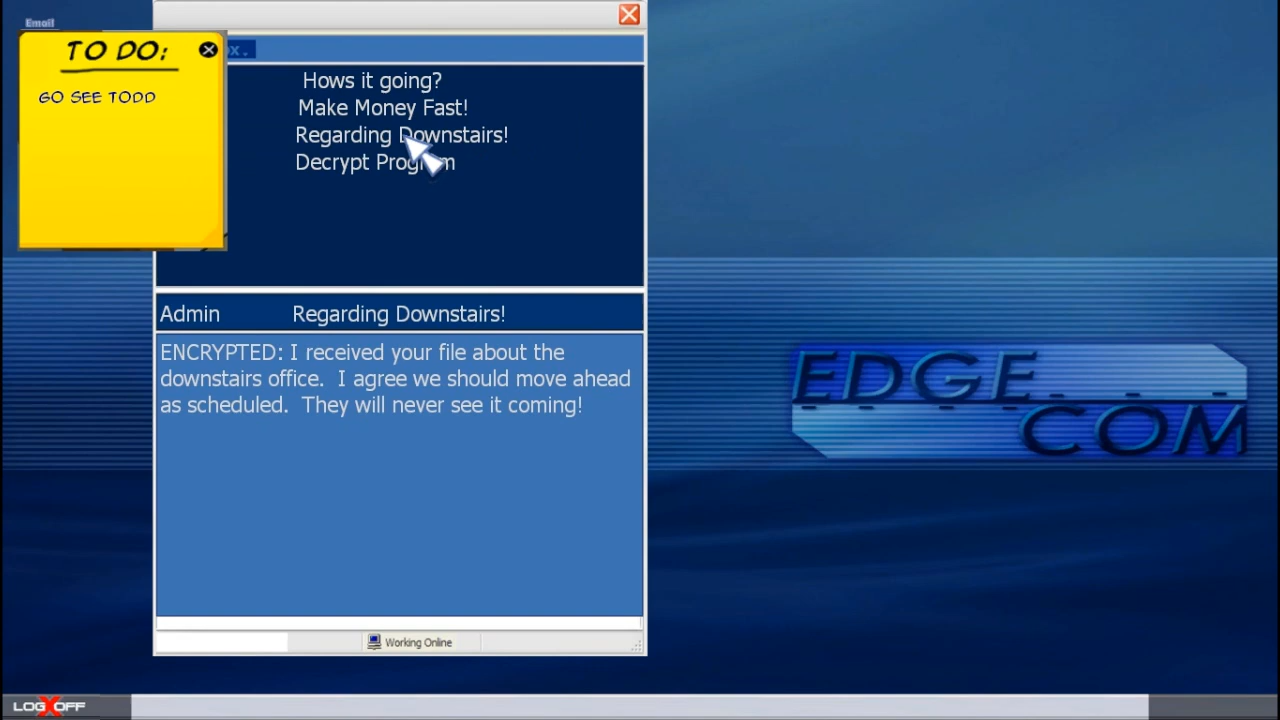 Email
TO DO:
GO SEE TODD
ox.
Hows it going?
Make Money Fast!
Regarding Downstairs!
Decrypt Program
Admin Regarding Downstairs!
ENCRYPTED: I received your file about the
downstairs office. I agree we should move ahead
as scheduled. They will never see it coming!
EDGE.
COM
Working Online
LOG OFF